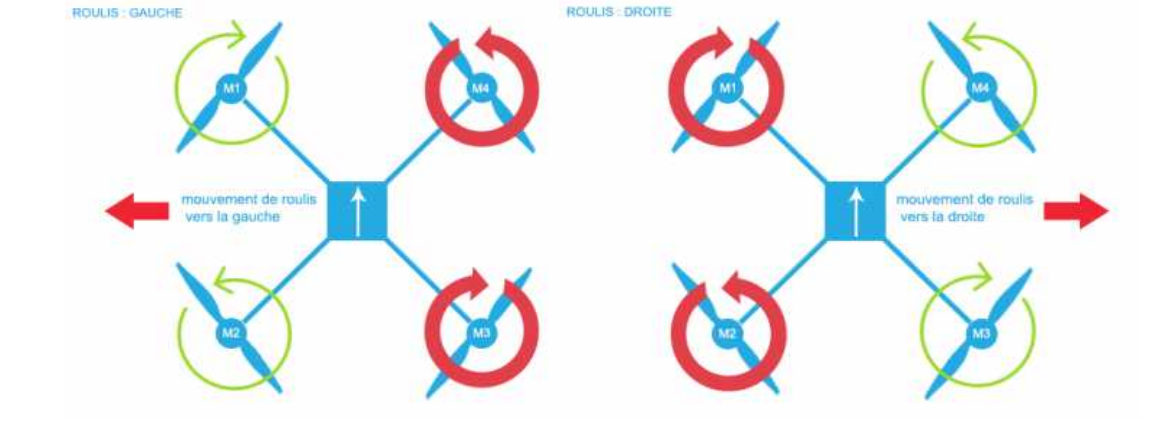 ROULIS : GAUCHE
ROULIS : DROITE
M1
M4
M1
M4
mouvement de roulis
vers la gauche
mouvement de roulis
vers la droite
M2
M3
M2
M3